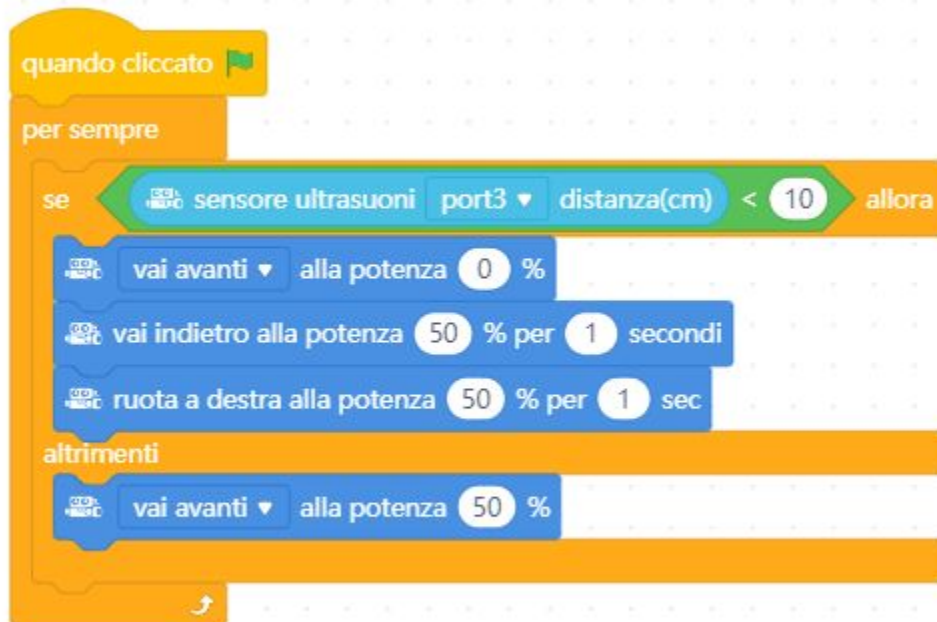 quando cliccato
per sempre
se sensore ultrasuoni port3 distanza(cm) < 10 allora
vai avanti alla potenza 0 %
vai indietro alla potenza 50 % per 1 secondi
ruota a destra alla potenza 50 % per 1 sec
altrimenti
vai avanti alla potenza 50 %